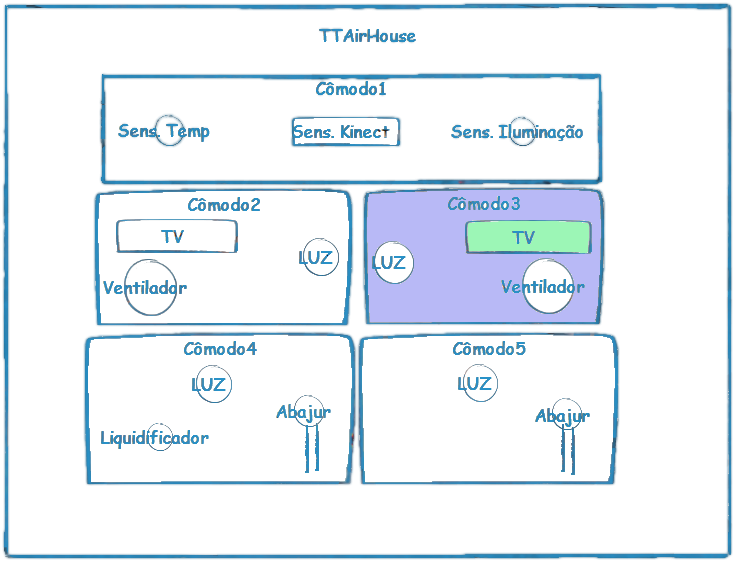 TTAirHouse
Cômodo1
Sens. Temp
Sens. Kinect
Sens. Iluminação
Cômodo2
TV
LUZ
Ventilador
Cômodo3
TV
LUZ
Ventilador
Cômodo4
LUZ
Abajur
Liquidificador
Cômodo5
LUZ
Abajur